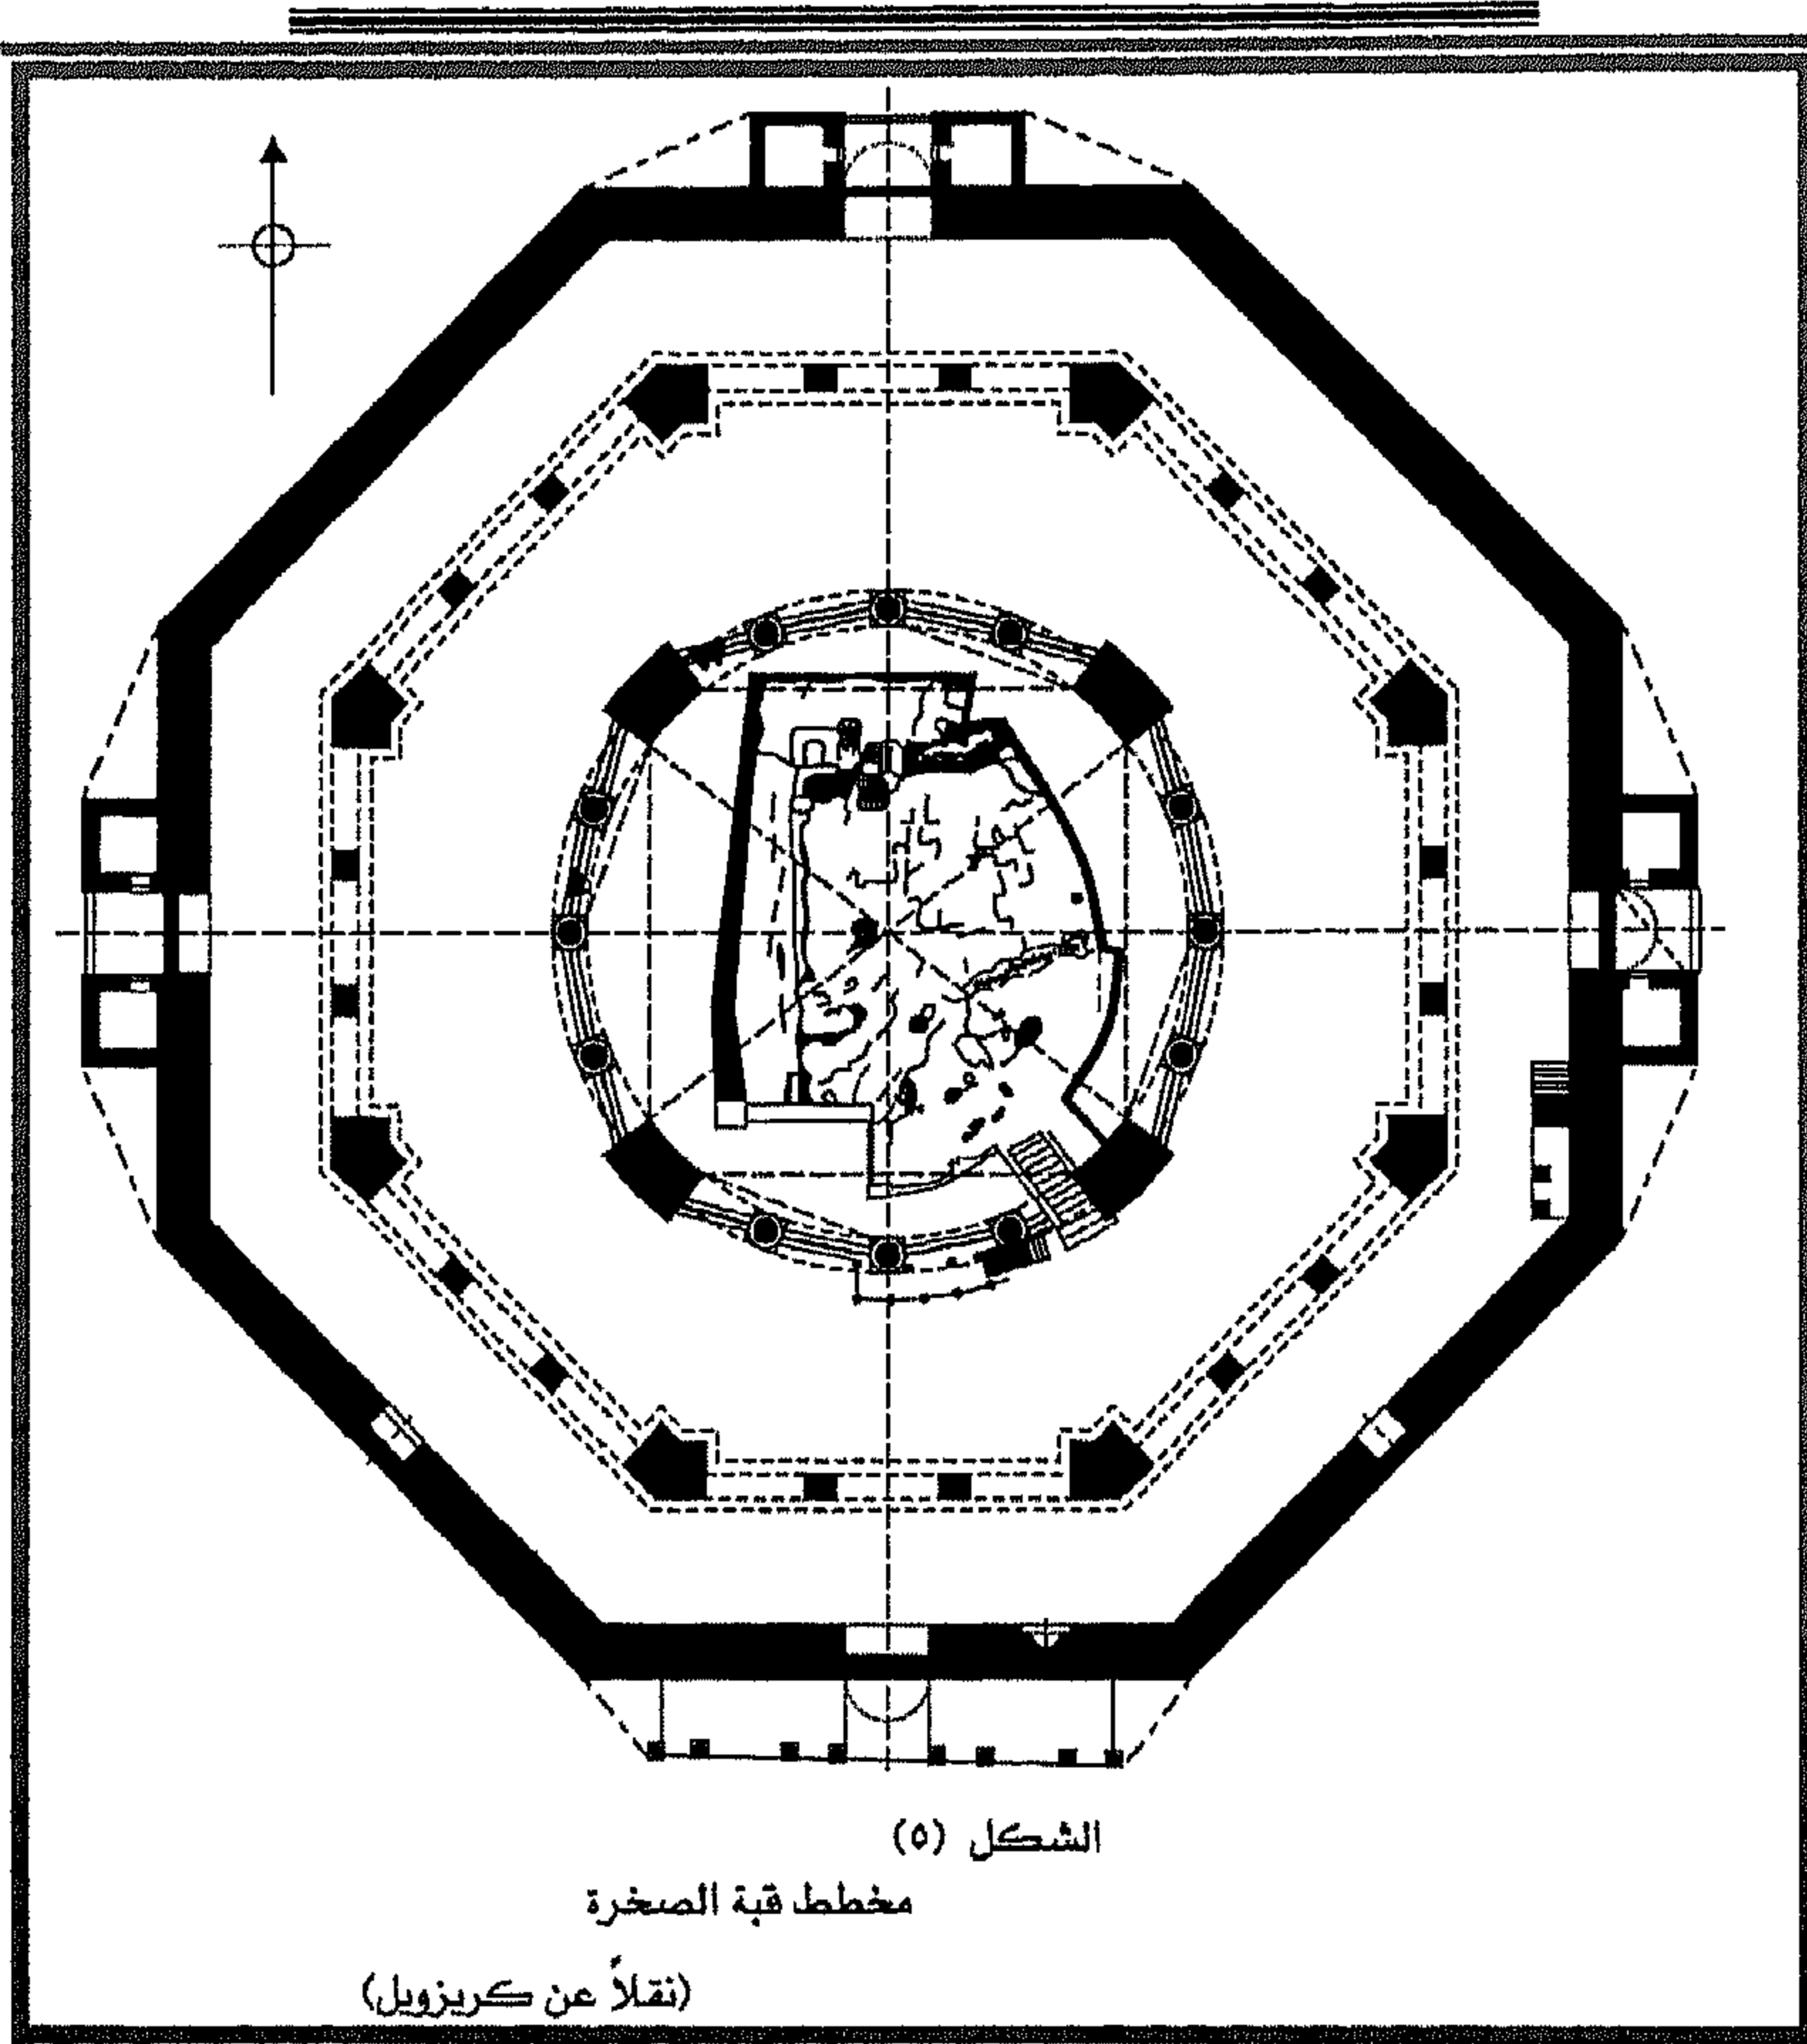 الشكل (٥)
مخطط قبة الصخرة
(نقلاً عن كريزويل)